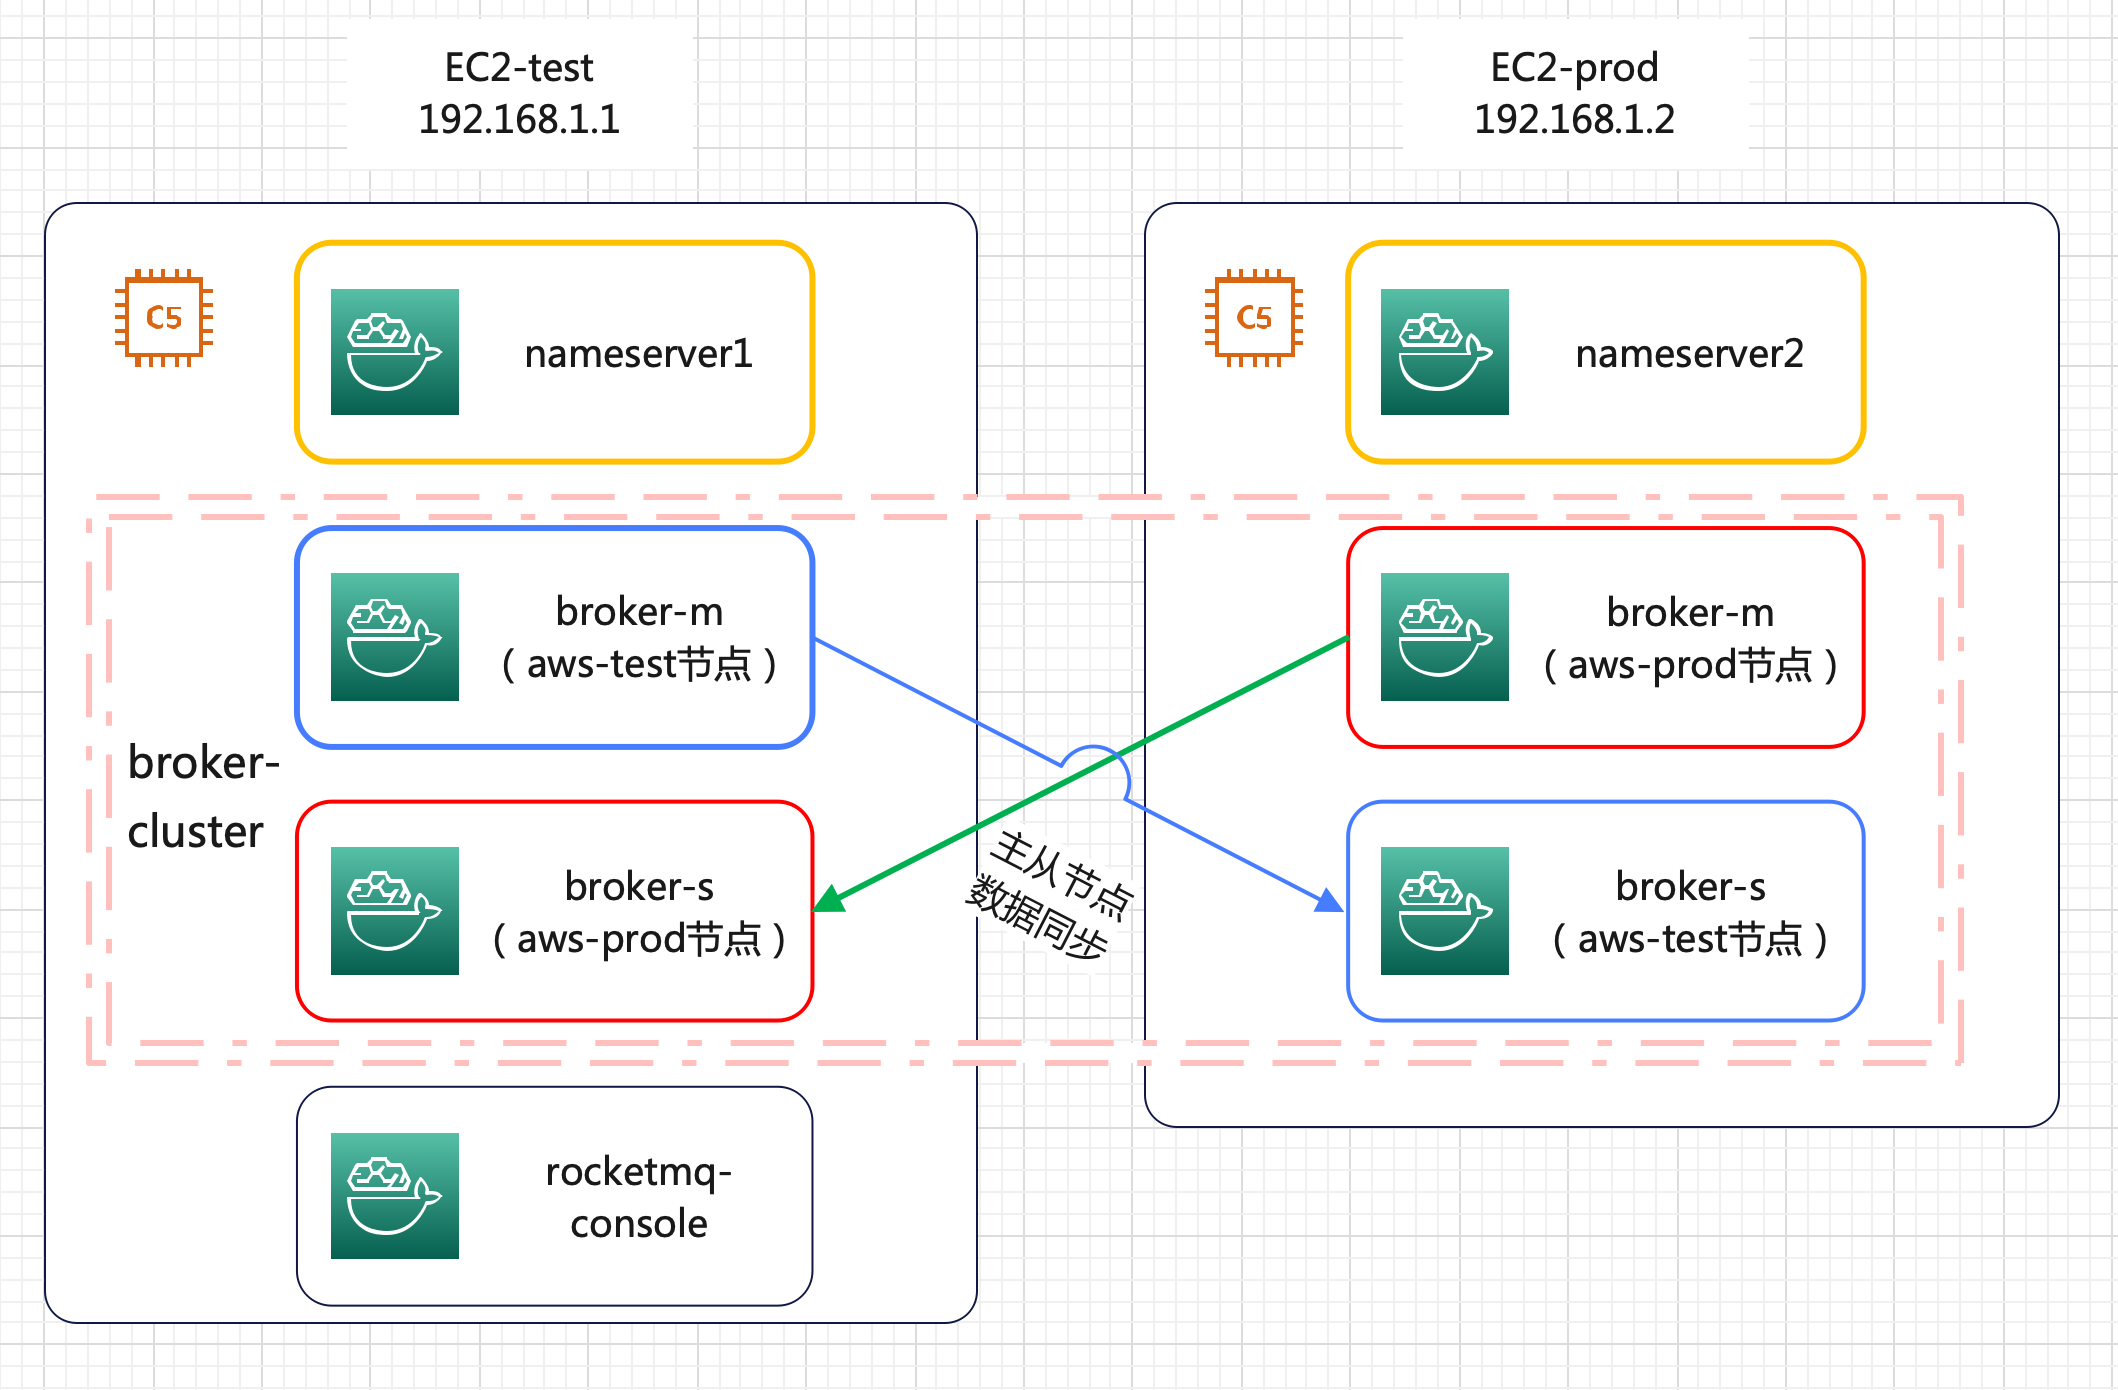 EC2-test
192.168.1.1
EC2-prod
192.168.1.2
C5
nameserver1
C5
nameserver2
broker-m
（aws-test节点）
broker-m
（aws-prod节点）
broker-
cluster
主从节点
数据同步
broker-s
（aws-prod节点）
broker-s
（aws-test节点）
rocketmq-
console